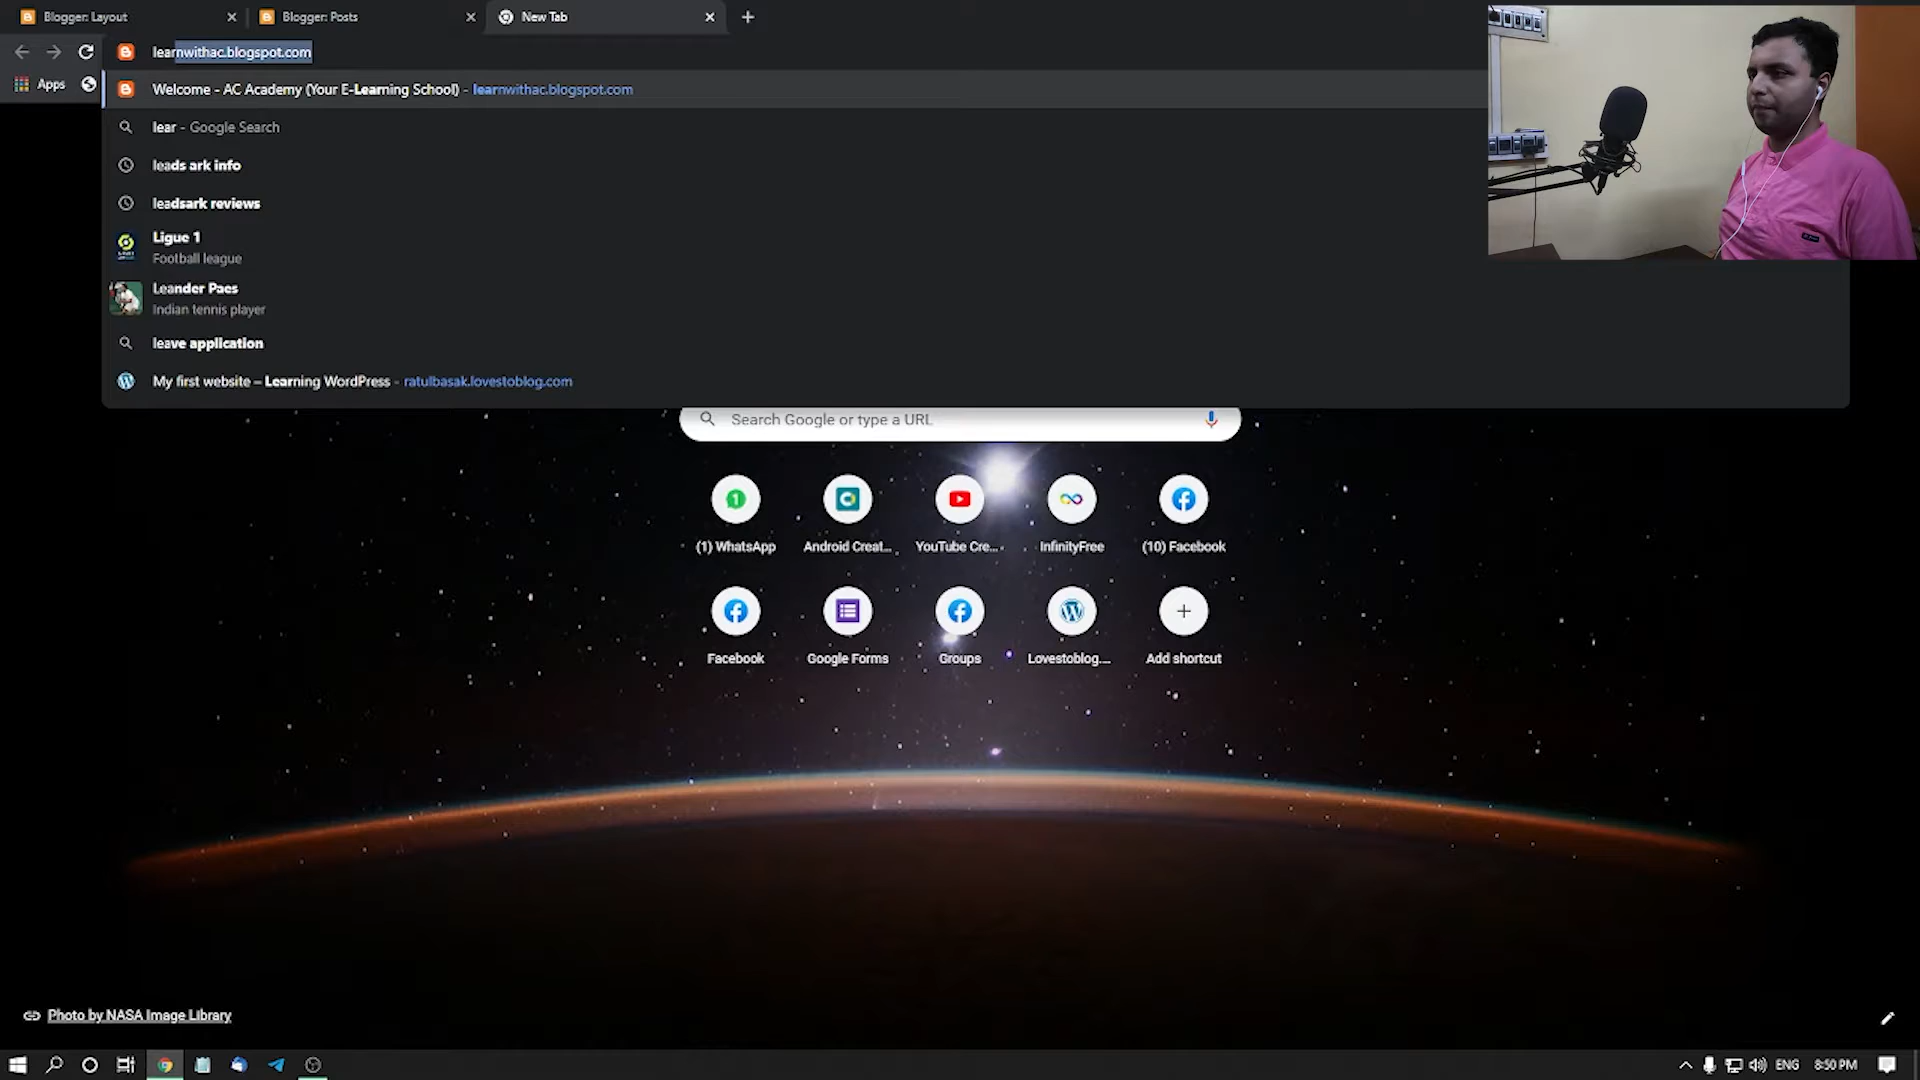 Blogger: Layout
Blogger: Posts
New Tab
learnwithac.blogspot.com
Apps
Welcome - AC Academy (Your E-Learning School) - learnwithac.blogspot.com
lear - Google Search
leads ark info
leadsark reviews
Ligue 1
Football league
Leander Paes
Indian tennis player
leave application
My first website – Learning WordPress - ratulbasak.lovestoblog.com
Search Google or type a URL
(1) WhatsApp
Android Creat...
YouTube Cre...
InfinityFree
(10) Facebook
Facebook
Google Forms
Groups
Lovestoblog....
Add shortcut
Photo by NASA Image Library
ENG
8:50 PM